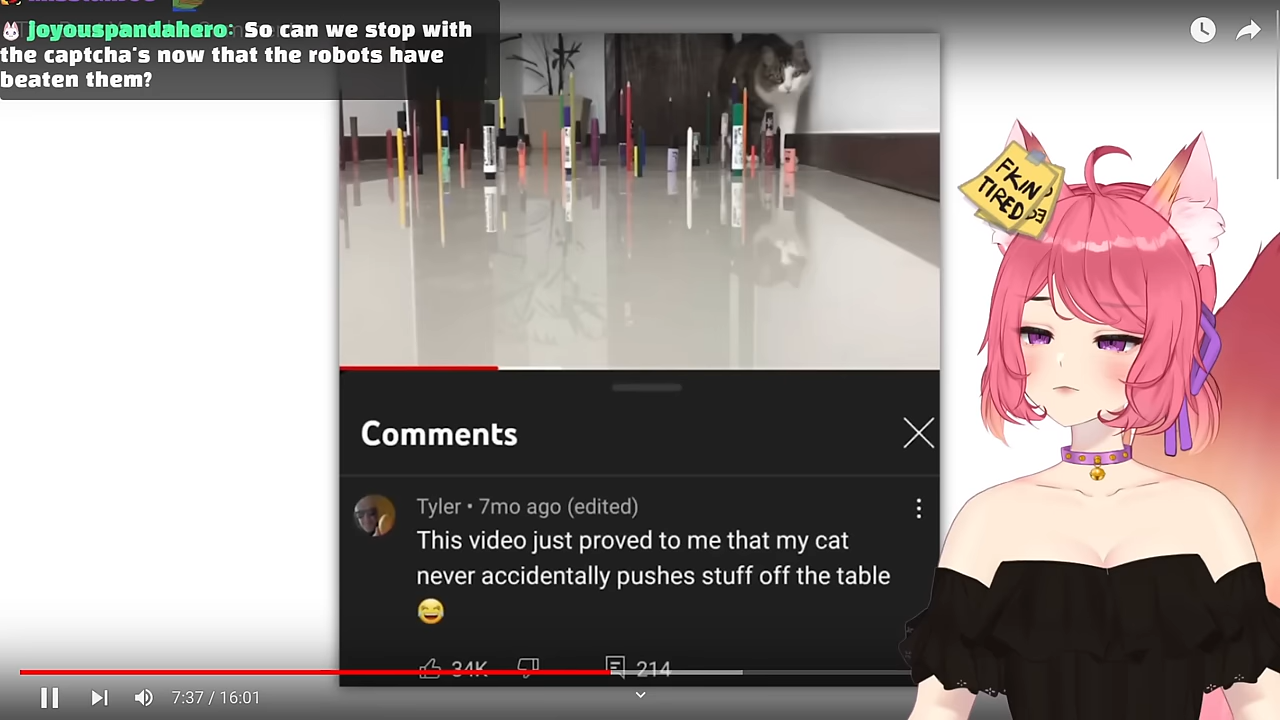 joyouspandahero: So can we stop with
the captcha's now that the robots have
beaten them?
FKIN
TIRED
Comments
Tyler • 7mo ago (edited)
This video just proved to me that my cat
never accidentally pushes stuff off the table
😂
34K
214
7:37 / 16:01